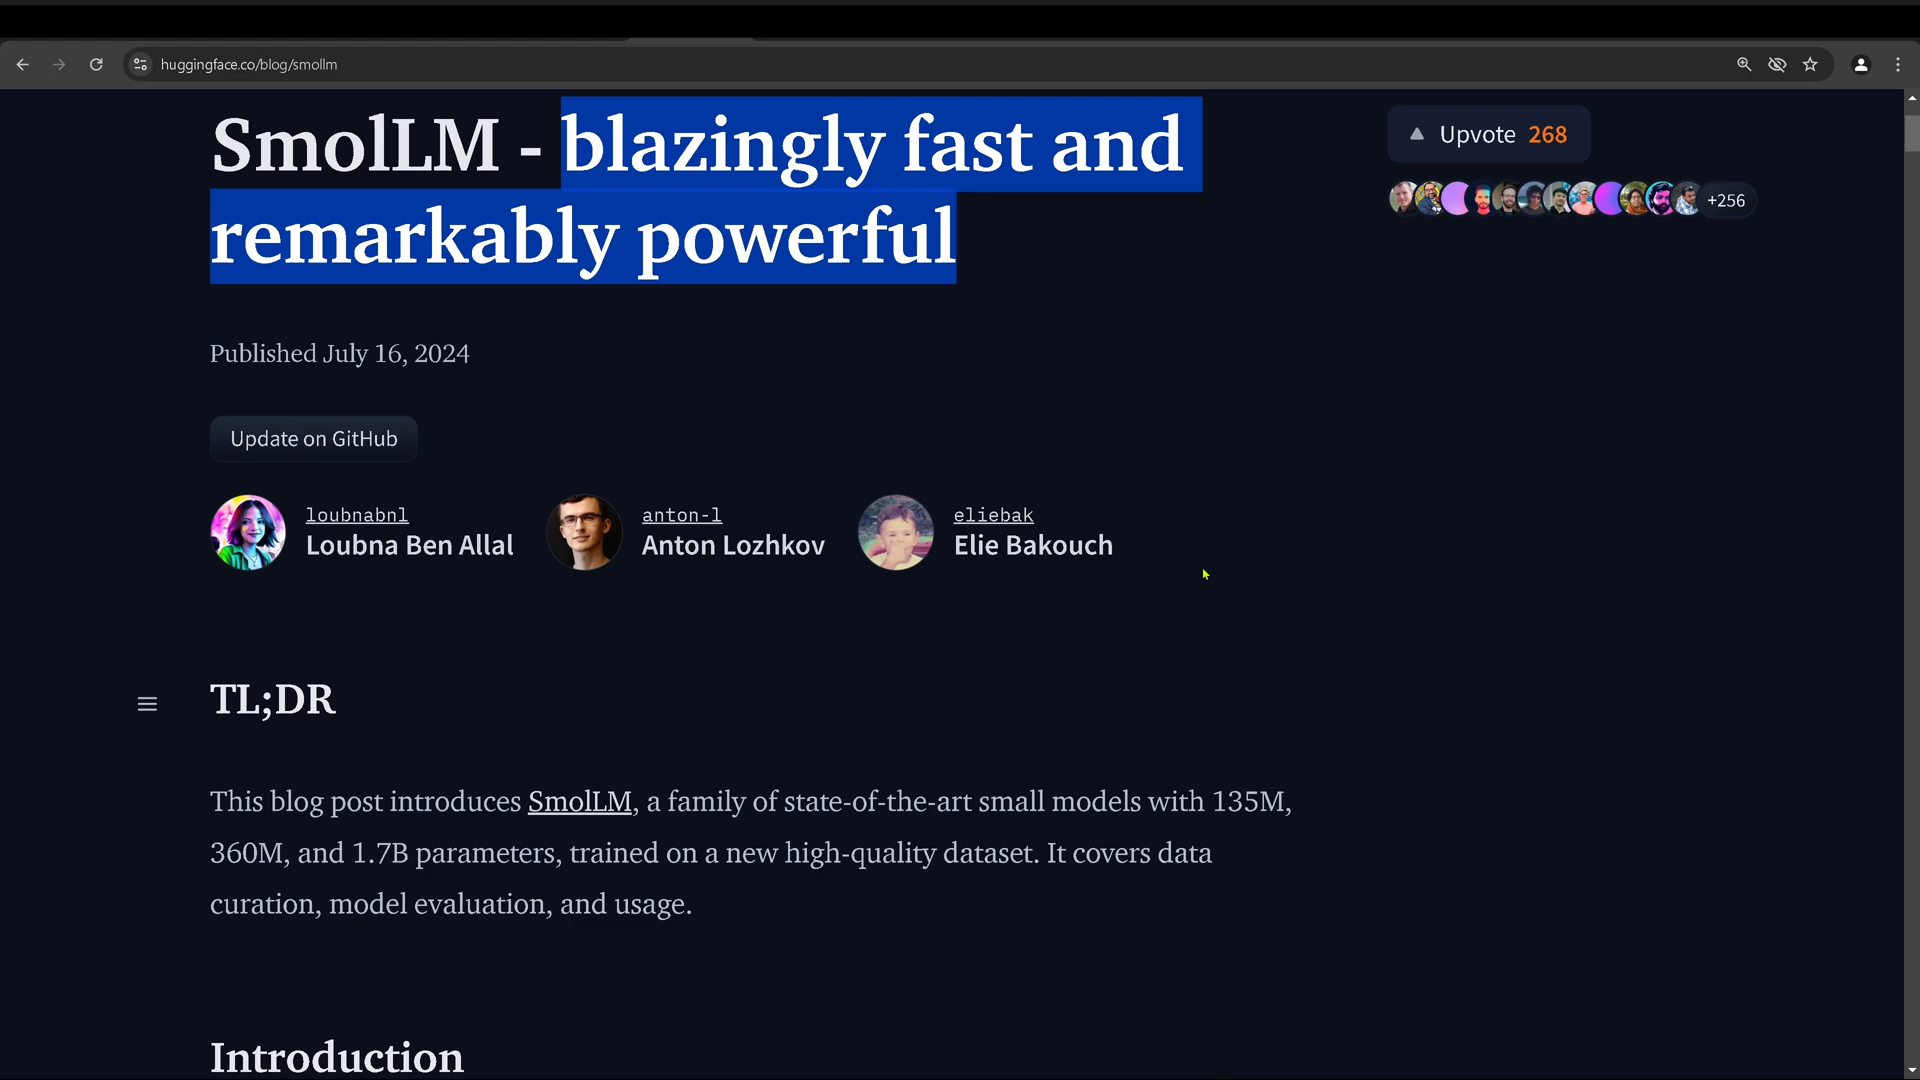 huggingface.co/blog/smollm
SmolLM - blazingly fast and
remarkably powerful
Upvote 268
+256
Published July 16, 2024
Update on GitHub
loubnabnl
Loubna Ben Allal
anton-l
Anton Lozhkov
eliebak
Elie Bakouch
TL;DR
This blog post introduces SmolLM, a family of state-of-the-art small models with 135M,
360M, and 1.7B parameters, trained on a new high-quality dataset. It covers data
curation, model evaluation, and usage.
Introduction